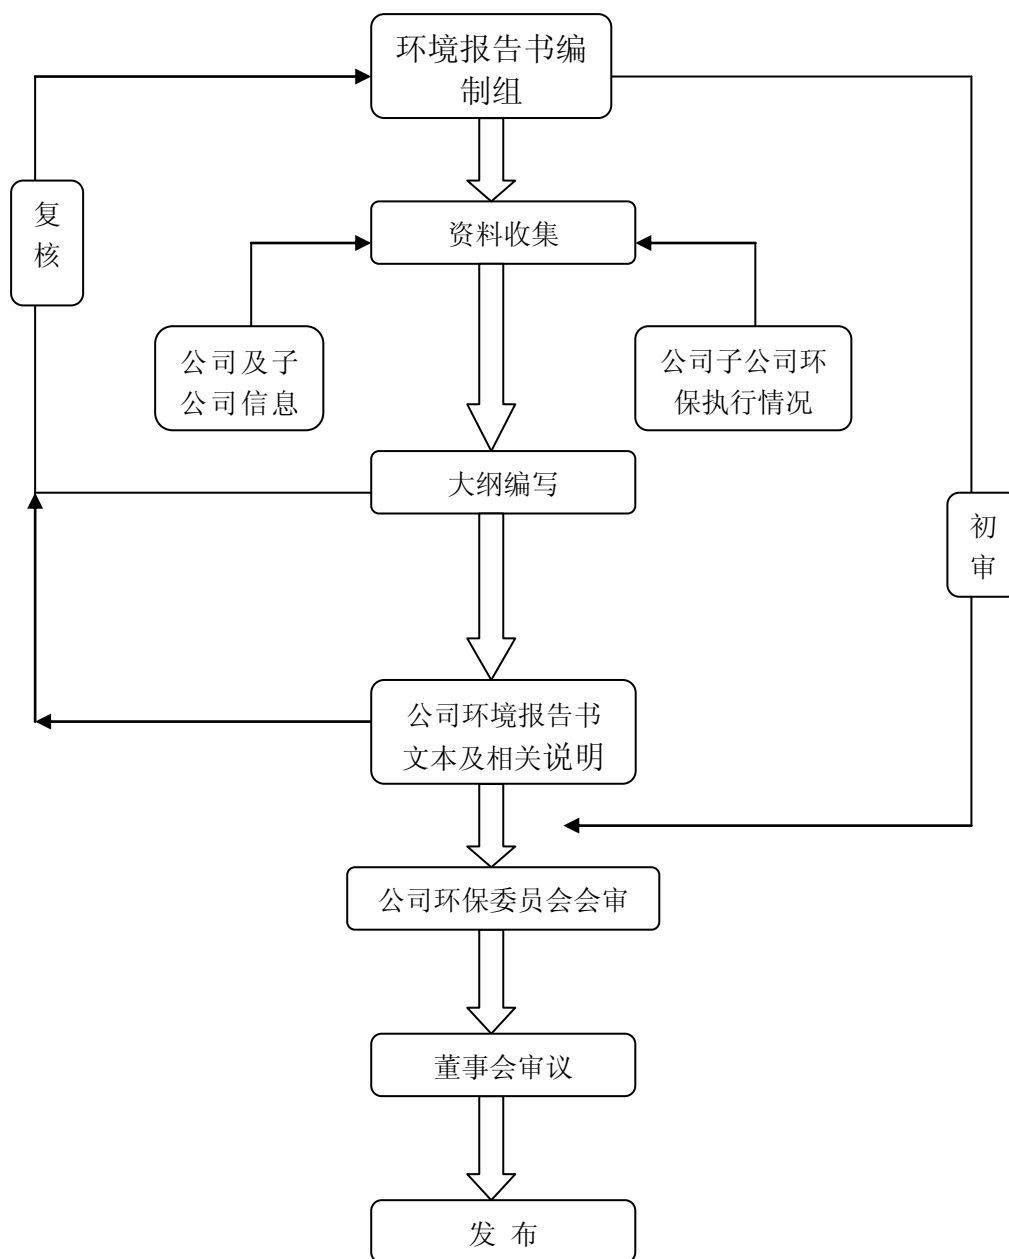 环境报告书编
制组
复
核
资料收集
公司及子
公司信息
公司子公司环
保执行情况
大纲编写
初
审
公司环境报告书
文本及相关说明
公司环保委员会会审
董事会审议
发 布